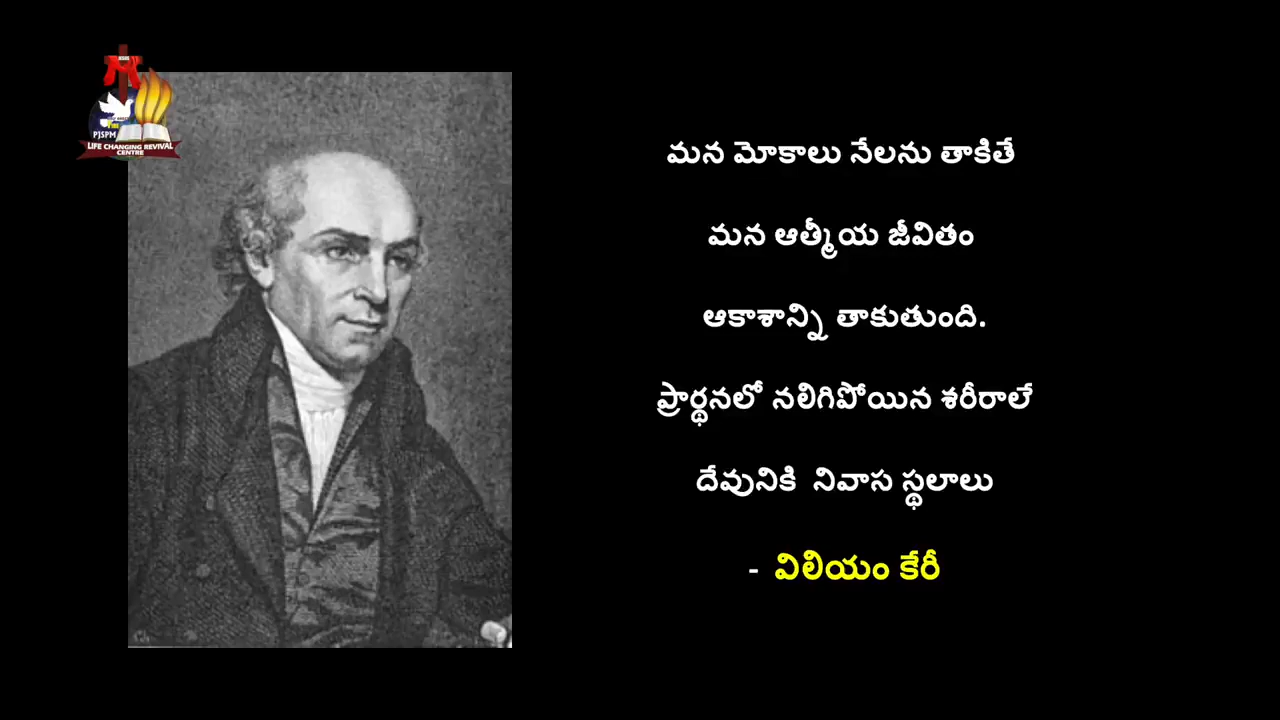 PJSPM
LIFE CHANGING REVIVAL
CENTRE
మన మోకాలు నేలను తాకితే
మన ఆత్మీయ జీవితం
ఆకాశాన్ని తాకుతుంది.
ప్రార్థనలో నలిగిపోయిన శరీరాలే
దేవునికి నివాస స్థలాలు
- విలియం కేరీ